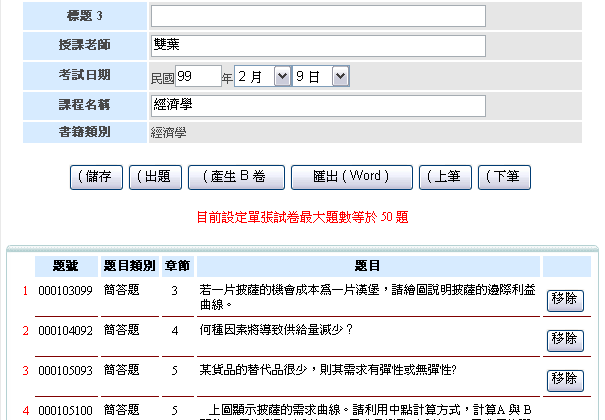 標題 3
授課老師 雙葉
考試日期 民國 99 年 2 月 9 日
課程名稱 經濟學
書籍類別 經濟學
( 儲存 ( 出題 ( 產生 B 卷 匯出 ( Word ) ( 上筆 ( 下筆
目前設定單張試卷最大題數等於 50 題
題號 題目類別 章節 題目
1 000103099 簡答題 3 若一片披薩的機會成本為一片漢堡，請繪圖說明披薩的邊際利益 移除
曲線。
2 000104092 簡答題 4 何種因素將導致供給量減少？ 移除
3 000105093 簡答題 5 某貨品的替代品很少，則其需求有彈性或無彈性? 移除
4 000105100 簡答題 5 上圖顯示披薩的需求曲線。請利用中點計算方式，計算A 與 B